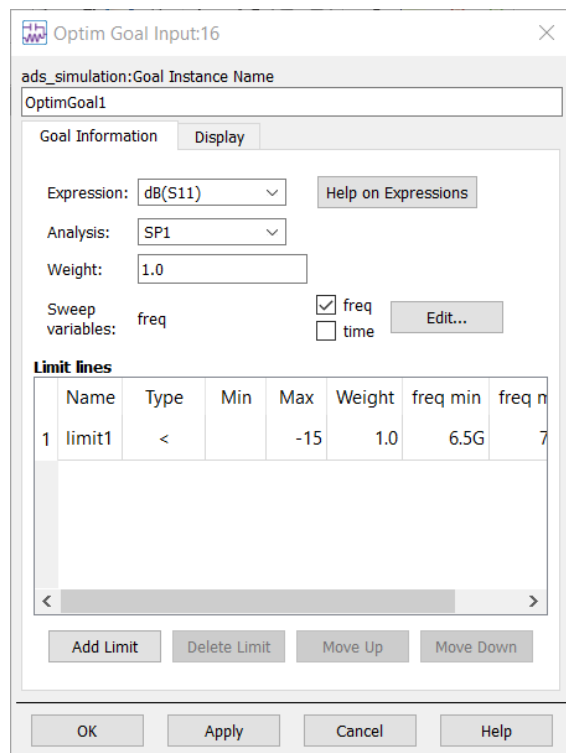 Optim Goal Input:16
ads_simulation:Goal Instance Name
OptimGoal1
Goal Information Display
Expression: dB(S11) Help on Expressions
Analysis: SP1
Weight: 1.0
Sweep variables: freq
freq
time
Edit...
Limit lines
Name Type Min Max Weight freq min freq m
1 limit1 < -15 1.0 6.5G 7
Add Limit Delete Limit Move Up Move Down
OK Apply Cancel Help